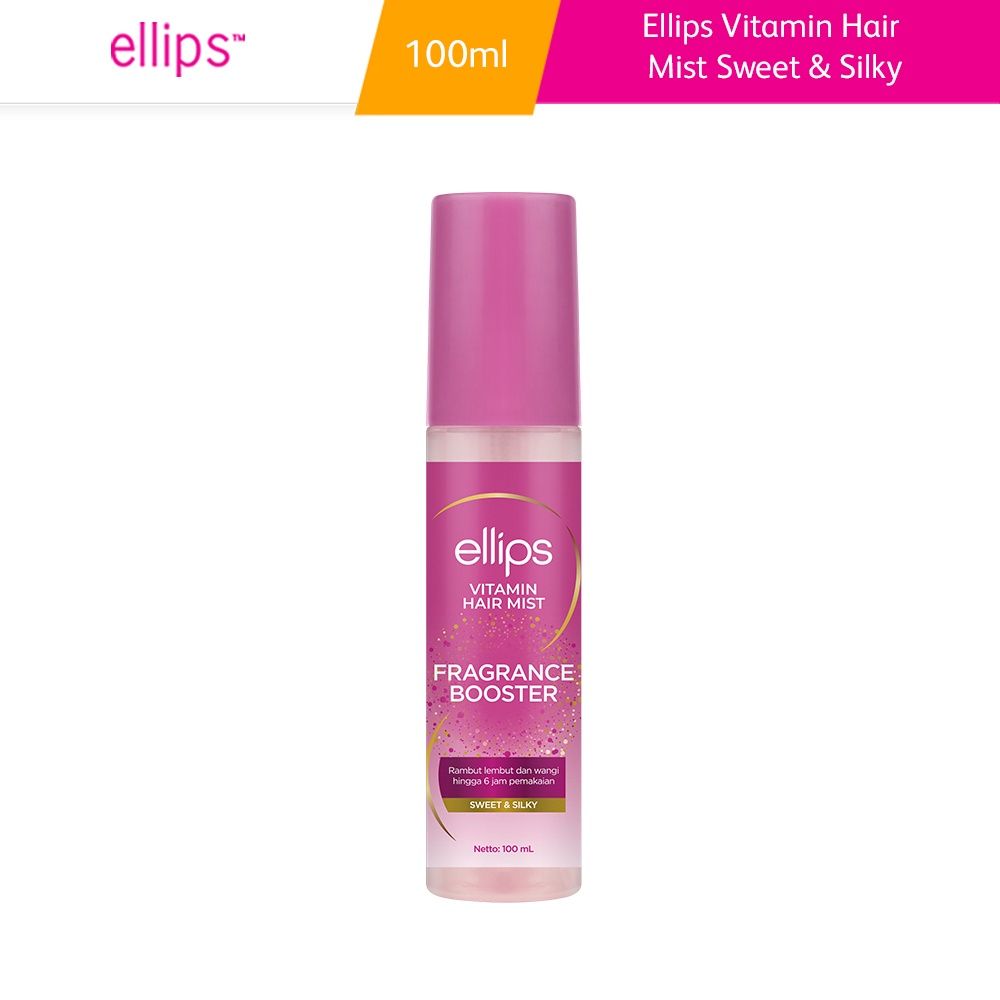 ellips™
100ml
Ellips Vitamin Hair
Mist Sweet & Silky
ellips
VITAMIN
HAIR MIST
FRAGRANCE
BOOSTER
Rambut lembut dan wangi
hingga 6 jam pemakaian
SWEET & SILKY
Netto: 100 mL